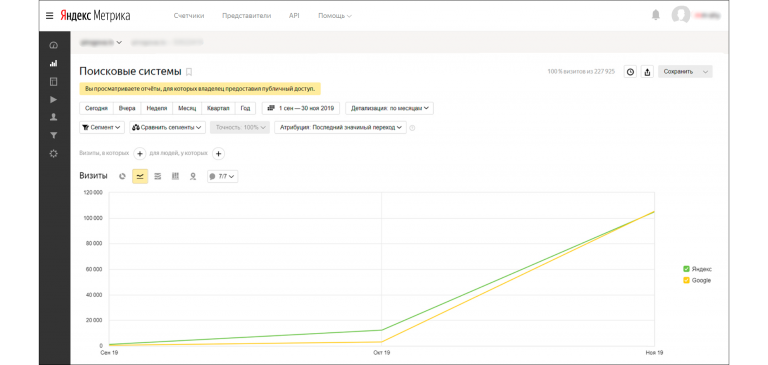 Яндекс Метрика Счетчики Представители API Помощь
Поисковые системы
100 % визитов из 227 925 Сохранить
Вы просматриваете отчёты, для которых владелец предоставил публичный доступ.
Сегодня Вчера Неделя Месяц Квартал Год 1 сен — 30 ноя 2019 Детализация: по месяцам
Сегмент Сравнить сегменты Точность: 100% Атрибуция: Последний значимый переход
Визиты, в которых + для людей, у которых +
Визиты 7/7
120 000
100 000
80 000
60 000
40 000
20 000
0
Яндекс
Google
Сен 19 Окт 19 Ноя 19